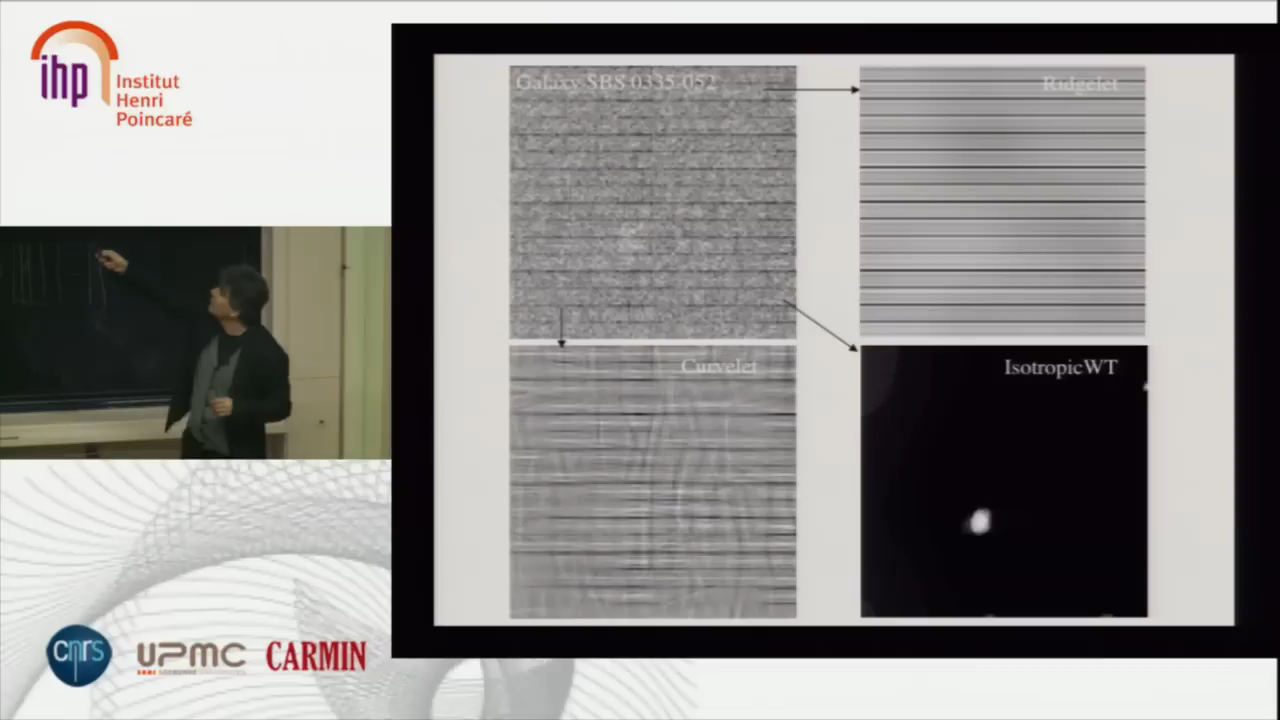 ihp
Institut
Henri
Poincaré
Galaxy SBS 0335-052
Ridgelet
Curvelet
IsotropicWT
cnrs
UPMC
CARMIN